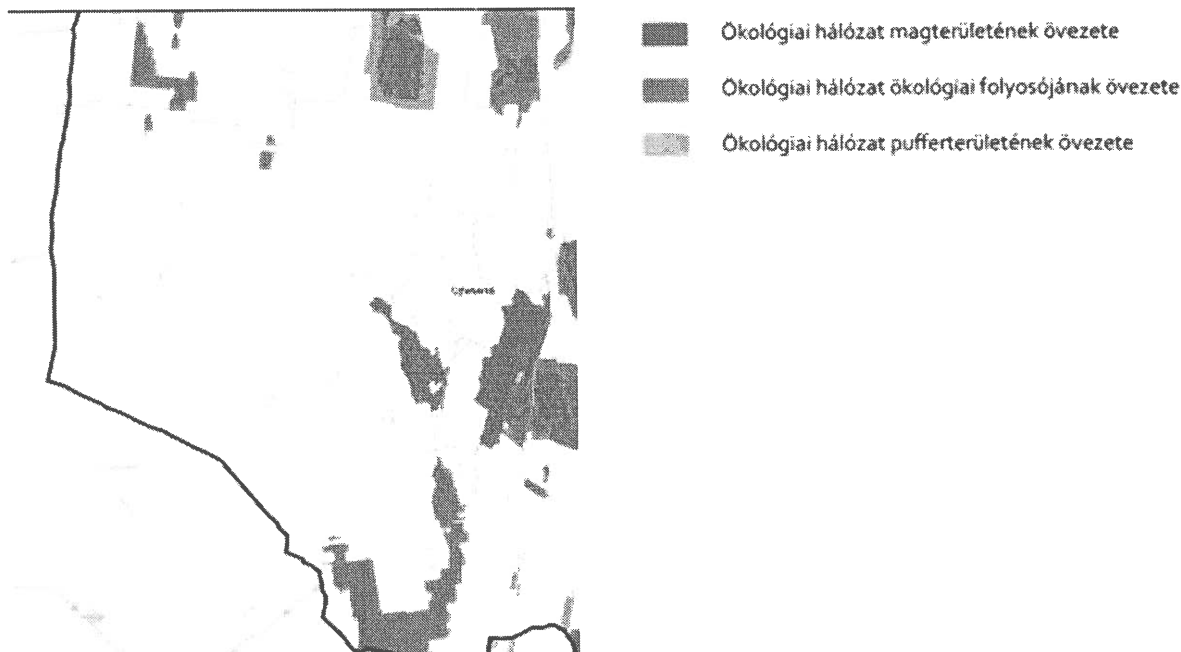 Ökológiai hálózat magterületének övezete
Ökológiai hálózat ökológiai folyosójának övezete
Ökológiai hálózat pufferterületének övezete